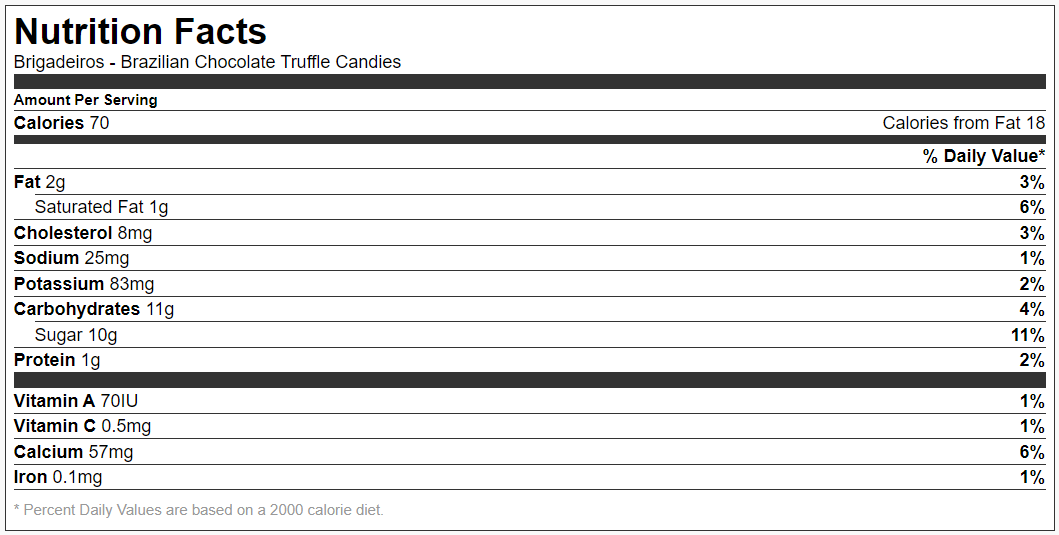 Nutrition Facts
Brigadeiros - Brazilian Chocolate Truffle Candies
Amount Per Serving
Calories 70 Calories from Fat 18
% Daily Value*
Fat 2g 3%
Saturated Fat 1g 6%
Cholesterol 8mg 3%
Sodium 25mg 1%
Potassium 83mg 2%
Carbohydrates 11g 4%
Sugar 10g 11%
Protein 1g 2%
Vitamin A 70IU 1%
Vitamin C 0.5mg 1%
Calcium 57mg 6%
Iron 0.1mg 1%
* Percent Daily Values are based on a 2000 calorie diet.